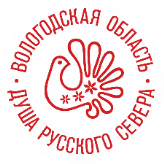 ВОЛОГОДСКАЯ ОБЛАСТЬ
ДУША РУССКОГО СЕВЕРА